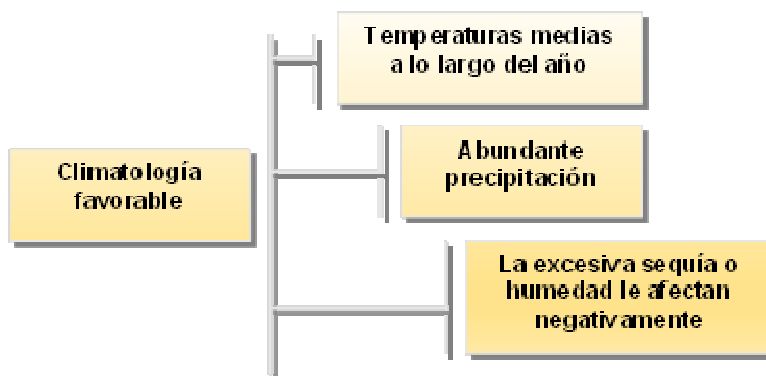 Temperaturas medias
a lo largo del año
Climatología
favorable
Abundante
precipitación
La excesiva sequía o
humedad le afectan
negativamente